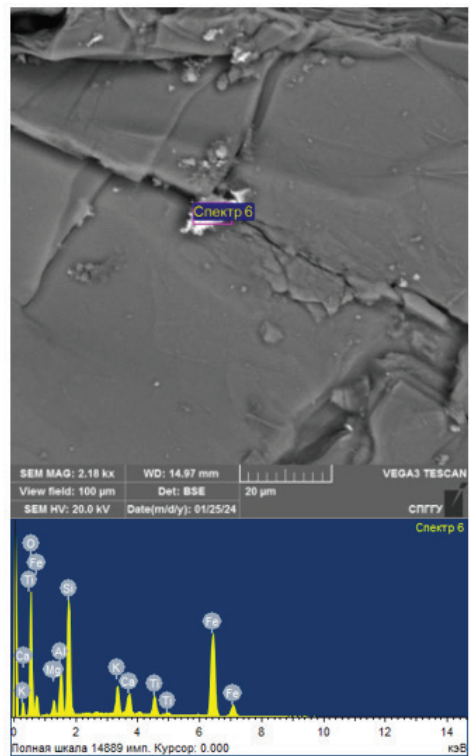 Спектр 6
SEM MAG: 2.18 kx WD: 14.97 mm VEGA3 TESCAN
View field: 100 µm Det: BSE 20 µm
SEM HV: 20.0 kV Date(m/d/y): 01/25/24 СПГГУ
Спектр 6
O
Fe
Ti
Si
Fe
Ca
Al
Mg
K
Ca
Ti
Ti
Fe
K
0 2 4 6 8 10 12 14
Полная шкала 14889 имп. Курсор: 0.000 кэВ